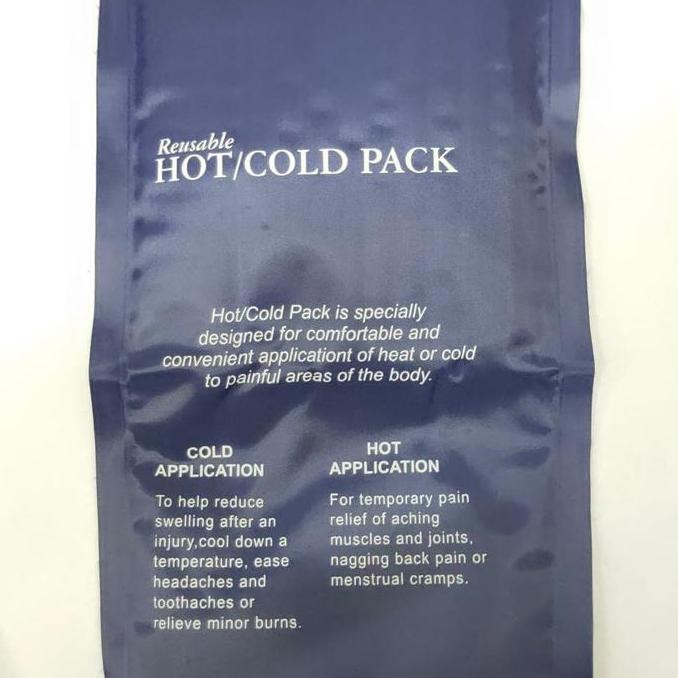 Reusable
HOT/COLD PACK
Hot/Cold Pack is specially
designed for comfortable and
convenient applicationt of heat or cold
to painful areas of the body.
COLD
APPLICATION
To help reduce
swelling after an
injury,cool down a
temperature, ease
headaches and
toothaches or
relieve minor burns.
HOT
APPLICATION
For temporary pain
relief of aching
muscles and joints,
nagging back pain or
menstrual cramps.